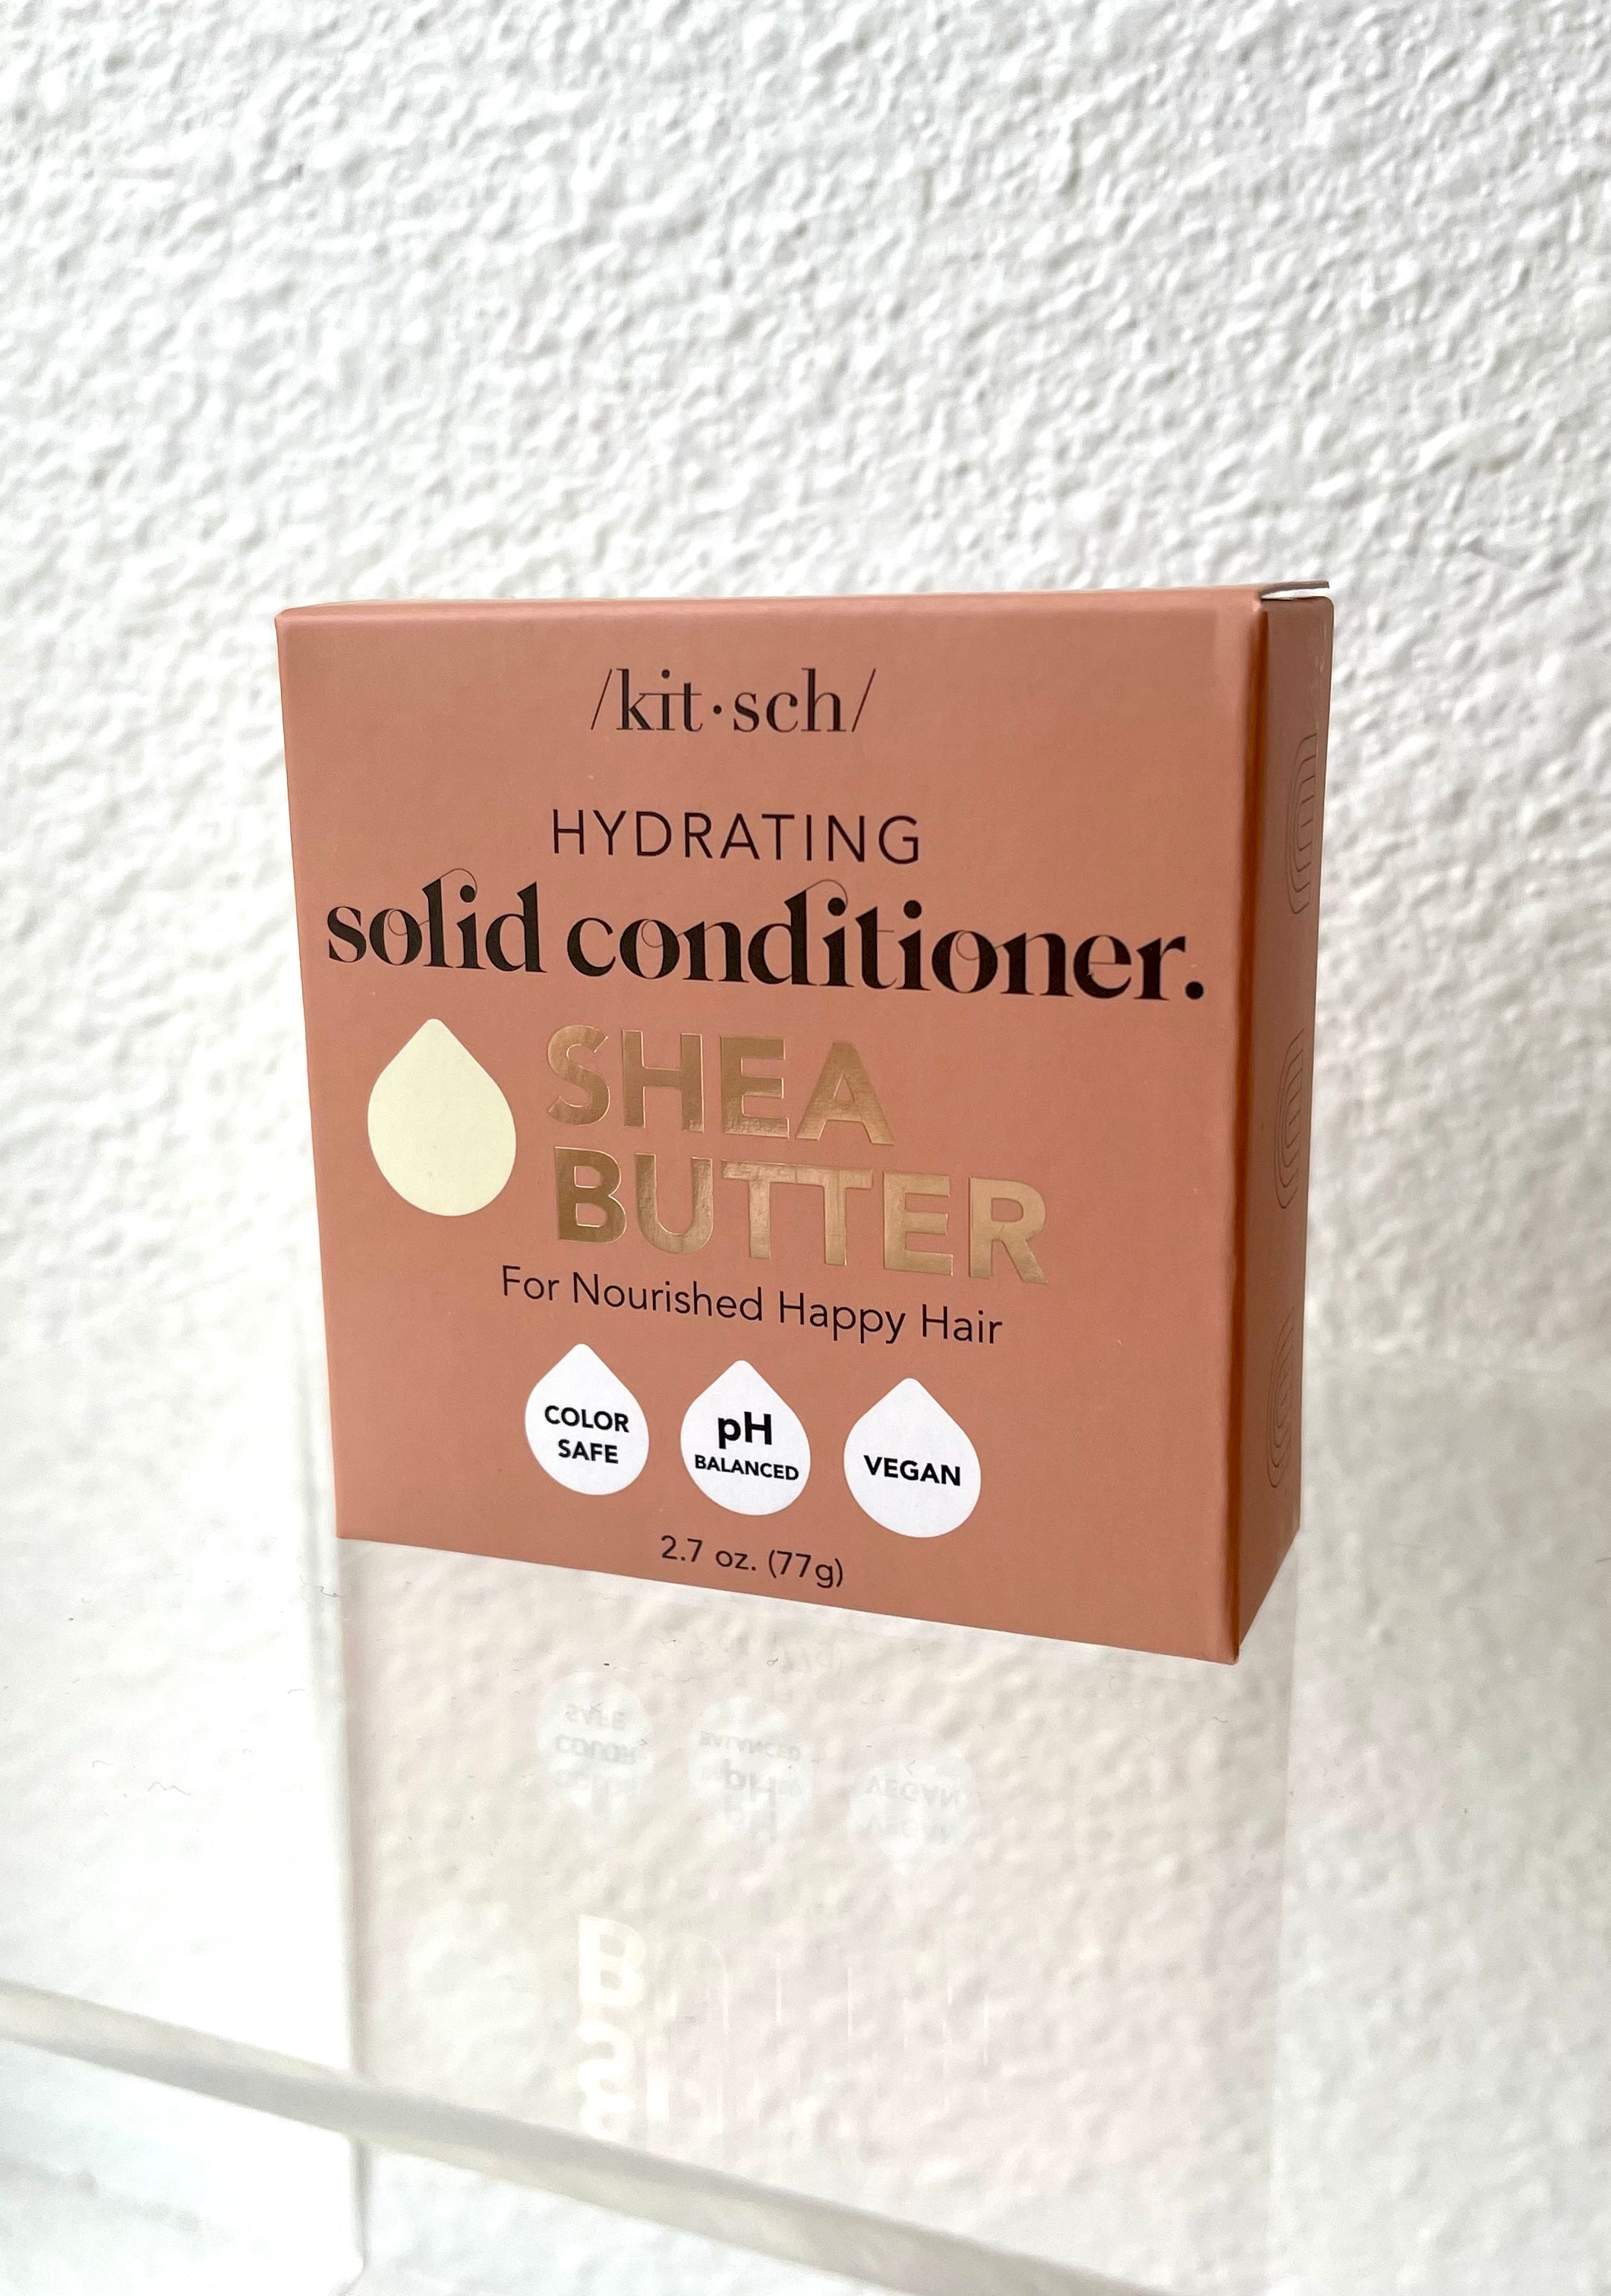 /kit·sch/
HYDRATING
solid conditioner.
SHEA
BUTTER
For Nourished Happy Hair
COLOR
SAFE
pH
BALANCED
VEGAN
2.7 oz. (77g)